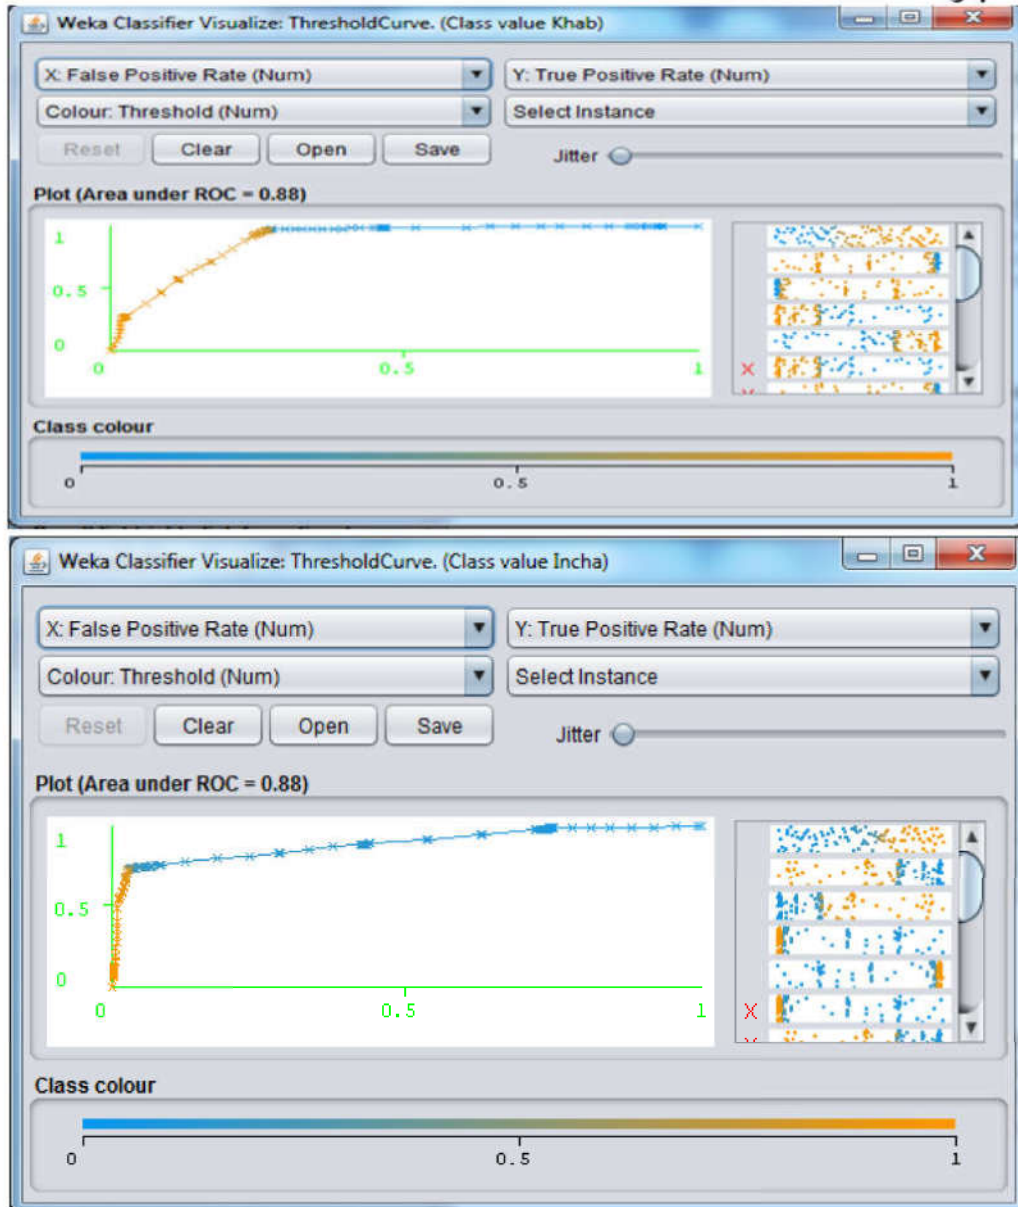 Weka Classifier Visualize: ThresholdCurve. (Class value Khab)
X: False Positive Rate (Num) Y: True Positive Rate (Num)
Colour: Threshold (Num) Select Instance
Reset Clear Open Save Jitter
Plot (Area under ROC = 0.88)
1
0.5
0
0 0.5 1
X
Class colour
0 0.5 1
Weka Classifier Visualize: ThresholdCurve. (Class value Incha)
X: False Positive Rate (Num) Y: True Positive Rate (Num)
Colour: Threshold (Num) Select Instance
Reset Clear Open Save Jitter
Plot (Area under ROC = 0.88)
1
0.5
0
0 0.5 1
X
Class colour
0 0.5 1